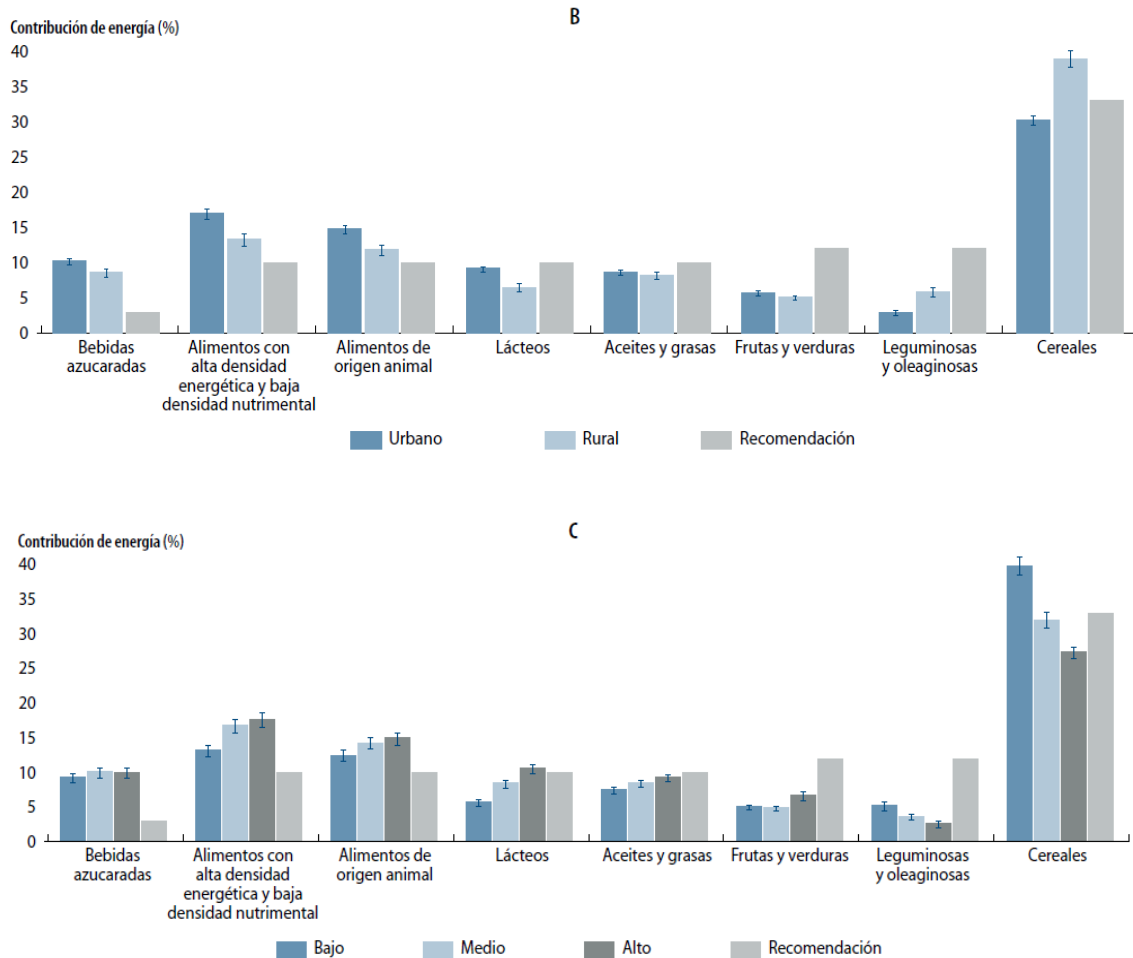 B
Contribución de energía (%)
40
35
30
25
20
15
10
5
0
Bebidas azucaradas
Alimentos con alta densidad energética y baja densidad nutrimental
Alimentos de origen animal
Lácteos
Aceites y grasas
Frutas y verduras
Leguminosas y oleaginosas
Cereales
Urbano
Rural
Recomendación
C
Contribución de energía (%)
40
35
30
25
20
15
10
5
0
Bebidas azucaradas
Alimentos con alta densidad energética y baja densidad nutrimental
Alimentos de origen animal
Lácteos
Aceites y grasas
Frutas y verduras
Leguminosas y oleaginosas
Cereales
Bajo
Medio
Alto
Recomendación